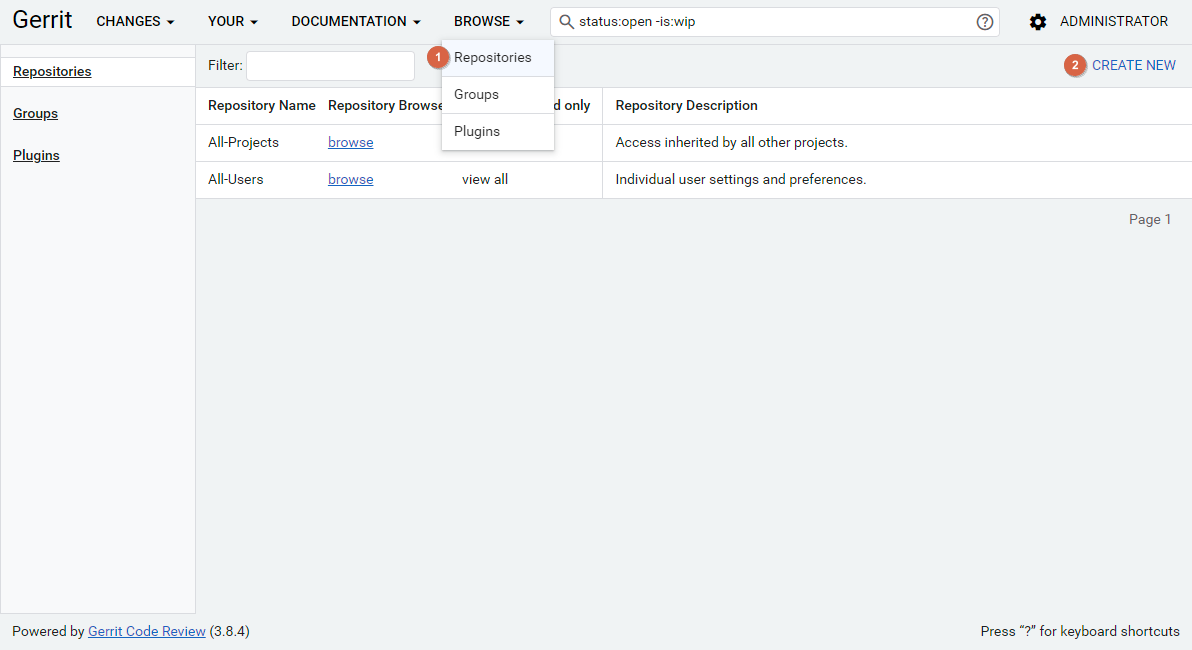 Gerrit CHANGES YOUR DOCUMENTATION BROWSE status:open -is:wip ? ADMINISTRATOR
Repositories
Groups
Plugins
Filter:
1 Repositories
Groups
Plugins
2 CREATE NEW
Repository Name Repository Browse d only Repository Description
All-Projects browse Access inherited by all other projects.
All-Users browse view all Individual user settings and preferences.
Page 1
Powered by Gerrit Code Review (3.8.4)
Press “?” for keyboard shortcuts